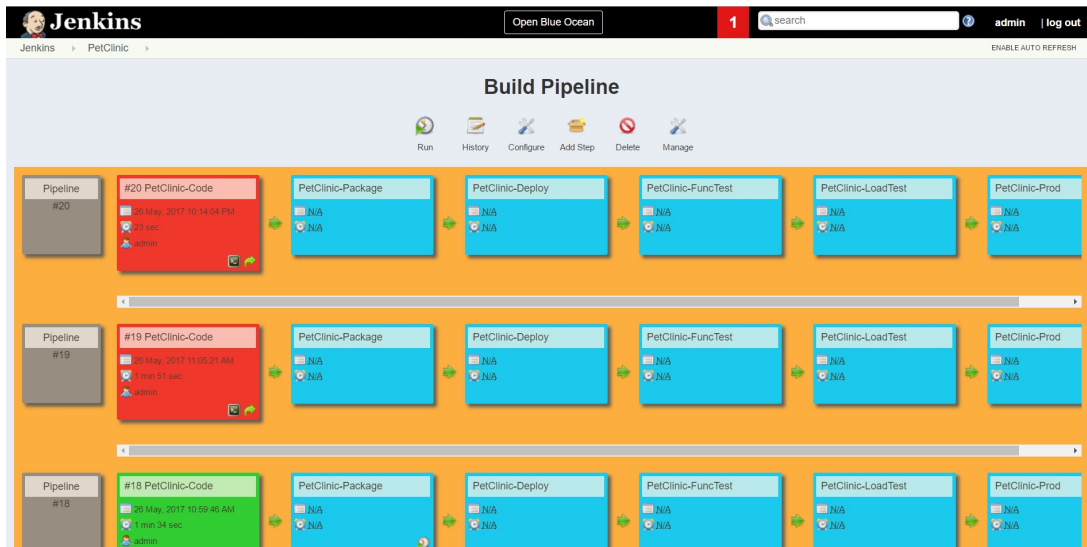 Jenkins
Open Blue Ocean
1
search
?
admin
| log out
Jenkins
PetClinic
ENABLE AUTO REFRESH
Build Pipeline
Run
History
Configure
Add Step
Delete
Manage
Pipeline
#20
#20 PetClinic-Code
26 May, 2017 10:14:04 PM
23 sec
admin
PetClinic-Package
N/A
N/A
PetClinic-Deploy
N/A
N/A
PetClinic-FuncTest
N/A
N/A
PetClinic-LoadTest
N/A
N/A
PetClinic-Prod
N/A
N/A
Pipeline
#19
#19 PetClinic-Code
26 May, 2017 11:05:21 AM
1 min 51 sec
admin
PetClinic-Package
N/A
N/A
PetClinic-Deploy
N/A
N/A
PetClinic-FuncTest
N/A
N/A
PetClinic-LoadTest
N/A
N/A
PetClinic-Prod
N/A
N/A
Pipeline
#18
#18 PetClinic-Code
26 May, 2017 10:59:46 AM
1 min 34 sec
admin
PetClinic-Package
N/A
N/A
PetClinic-Deploy
N/A
N/A
PetClinic-FuncTest
N/A
N/A
PetClinic-LoadTest
N/A
N/A
PetClinic-Prod
N/A
N/A